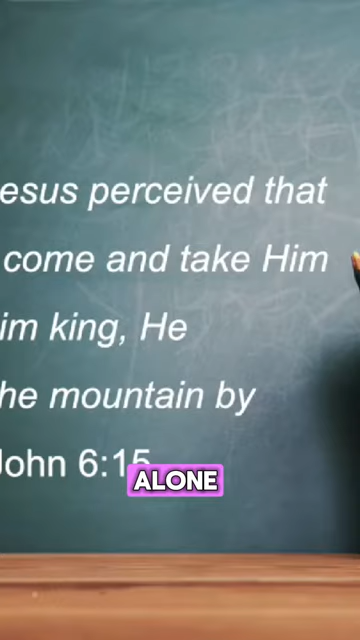 esus perceived that
come and take Him
im king, He
he mountain by
John 6:15
ALONE